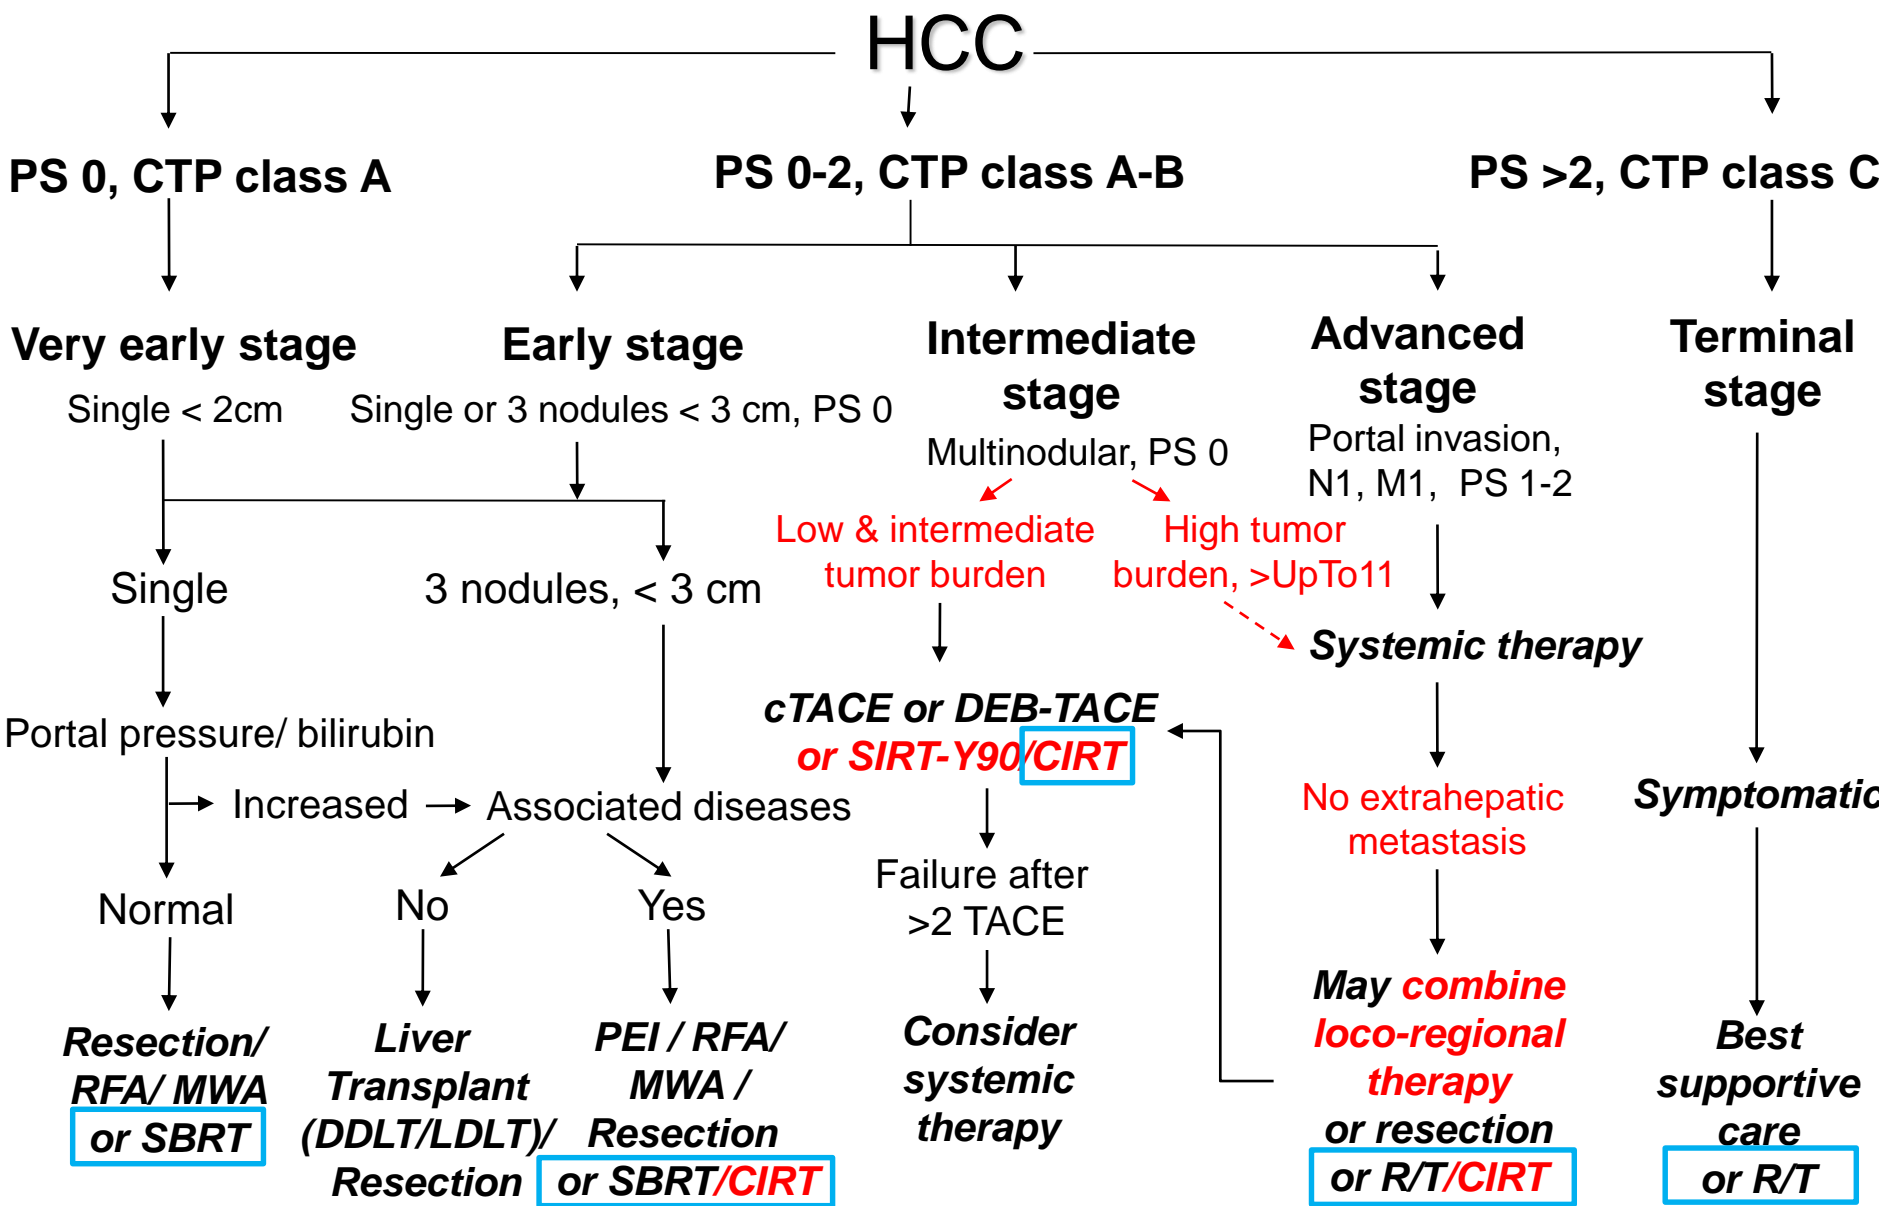 HCC
PS 0, CTP class A
PS 0-2, CTP class A-B
PS >2, CTP class C
Very early stage
Single < 2cm
Early stage
Single or 3 nodules < 3 cm, PS 0
Intermediate
stage
Multinodular, PS 0
Advanced
stage
Portal invasion,
N1, M1, PS 1-2
Terminal
stage
Low & intermediate
tumor burden
High tumor
burden, >UpTo11
Single
3 nodules, < 3 cm
Systemic therapy
Portal pressure/ bilirubin
cTACE or DEB-TACE
or SIRT-Y90/CIRT
Increased
Associated diseases
No extrahepatic
metastasis
Symptomatic
Normal
No
Yes
Failure after
>2 TACE
Resection/
RFA/ MWA
or SBRT
Liver
Transplant
(DDLT/LDLT)/
Resection
PEI / RFA/
MWA /
Resection
or SBRT/CIRT
Consider
systemic
therapy
May combine
loco-regional
therapy
or resection
or R/T/CIRT
Best
supportive
care
or R/T